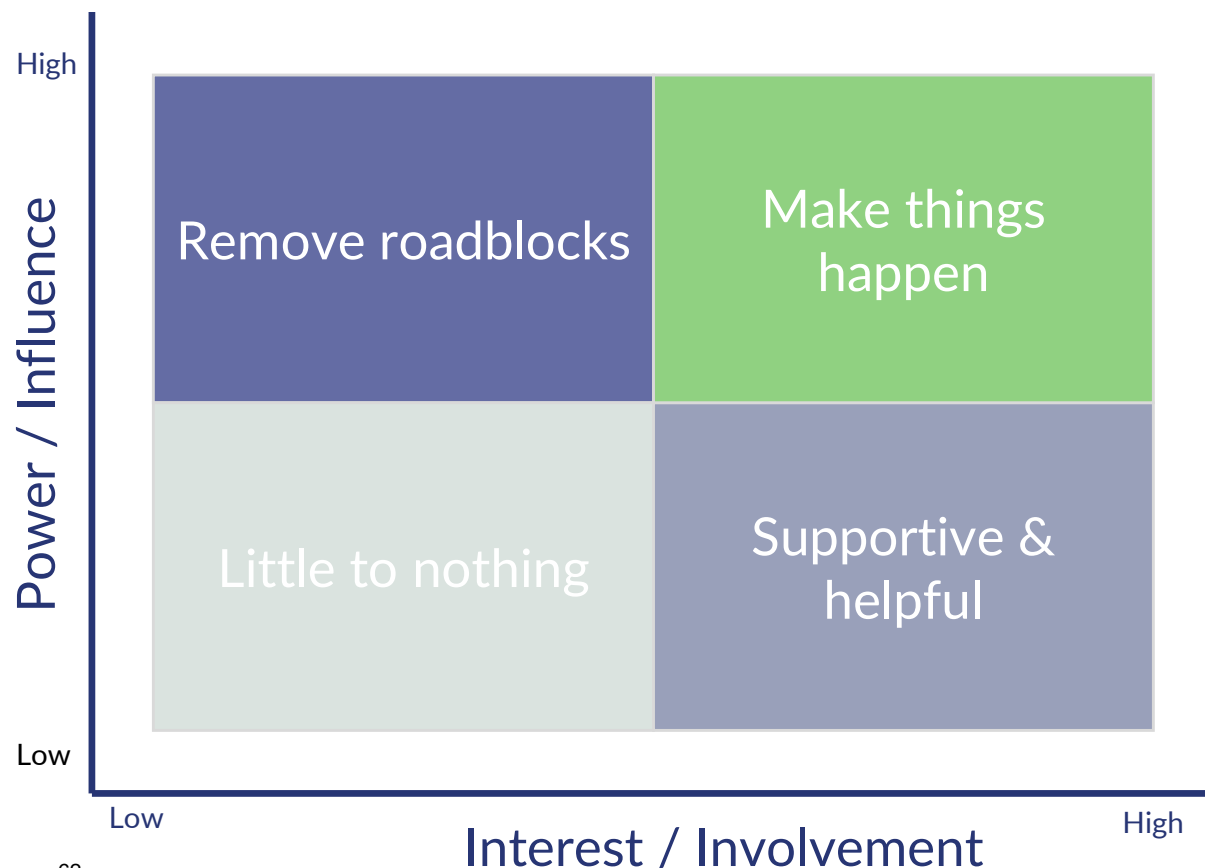 High
Power / Influence
Remove roadblocks
Make things
happen
Little to nothing
Supportive &
helpful
Low
Low
High
Interest / Involvement